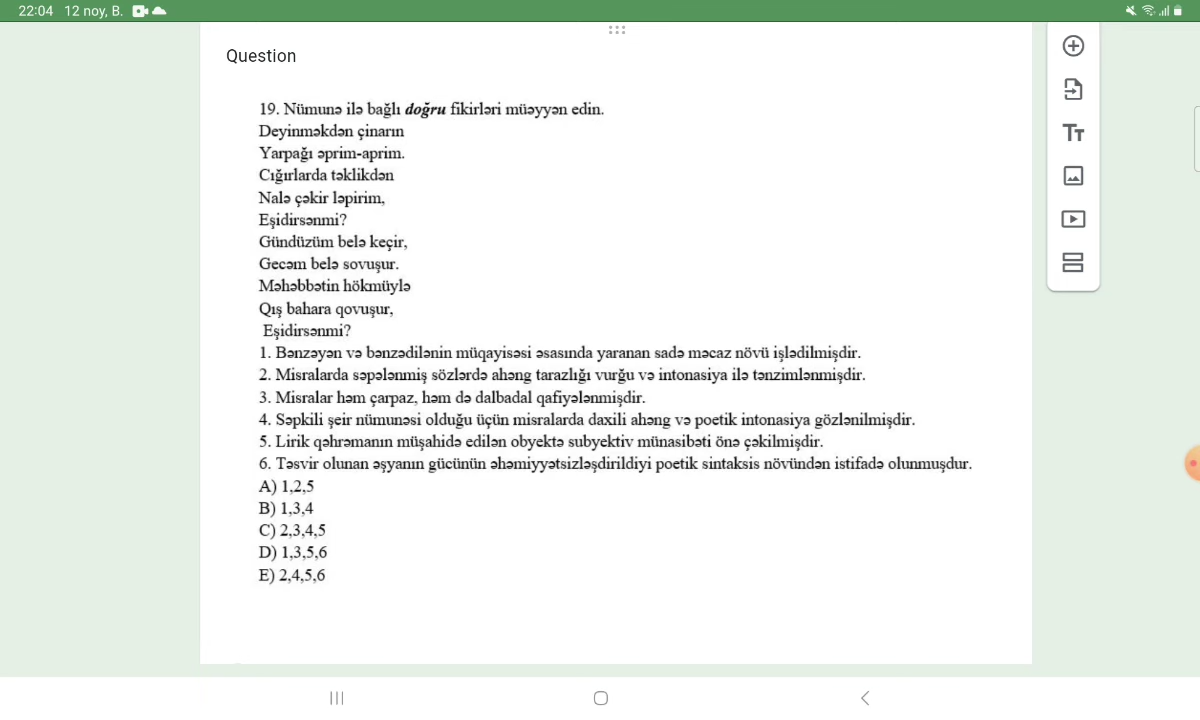 22:04 12 noy, B.
Question
19. Nümunə ilə bağlı doğru fikirləri müəyyən edin.
Deyinməkdən çinarın
Yarpağı əprim-aprim.
Cığırlarda təklikdən
Nalə çəkir ləpirim,
Eşidirsənmi?
Gündüzüm belə keçir,
Gecəm belə sovuşur.
Məhəbbətin hökmüylə
Qış bahara qovuşur,
Eşidirsənmi?
1. Bənzəyən və bənzədilənin müqayisəsi əsasında yaranan sadə məcaz növü işlədilmişdir.
2. Misralarda səpələnmiş sözlərdə ahəng tarazlığı vurğu və intonasiya ilə tənzimlənmişdir.
3. Misralar həm çarpaz, həm də dalbadal qafiyələnmişdir.
4. Səpkili şeir nümunəsi olduğu üçün misralarda daxili ahəng və poetik intonasiya gözlənilmişdir.
5. Lirik qəhrəmanın müşahidə edilən obyektə subyektiv münasibəti önə çəkilmişdir.
6. Təsvir olunan əşyanın gücünün əhəmiyyətsizləşdirildiyi poetik sintaksis növündən istifadə olunmuşdur.
A) 1,2,5
B) 1,3,4
C) 2,3,4,5
D) 1,3,5,6
E) 2,4,5,6